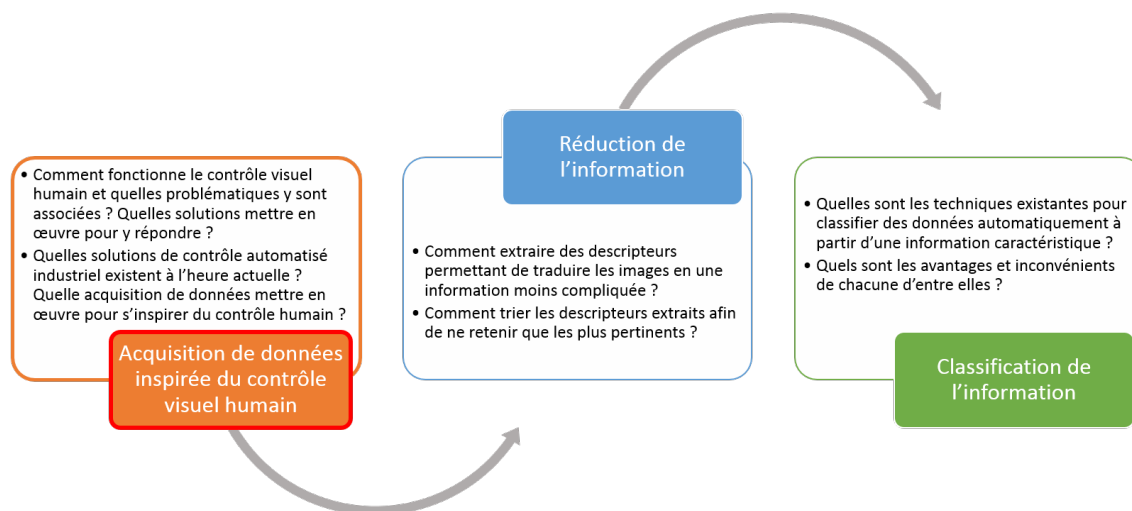 • Comment fonctionne le contrôle visuel
humain et quelles problématiques y sont
associées ? Quelles solutions mettre en
œuvre pour y répondre ?
• Quelles solutions de contrôle automatisé
industriel existent à l’heure actuelle ?
Quelle acquisition de données mettre en
œuvre pour s’inspirer du contrôle humain ?
Acquisition de données
inspirée du contrôle
visuel humain
Réduction de
l’information
• Comment extraire des descripteurs
permettant de traduire les images en une
information moins compliquée ?
• Comment trier les descripteurs extraits afin
de ne retenir que les plus pertinents ?
• Quelles sont les techniques existantes pour
classifier des données automatiquement à
partir d’une information caractéristique ?
• Quels sont les avantages et inconvénients
de chacune d’entre elles ?
Classification de
l’information